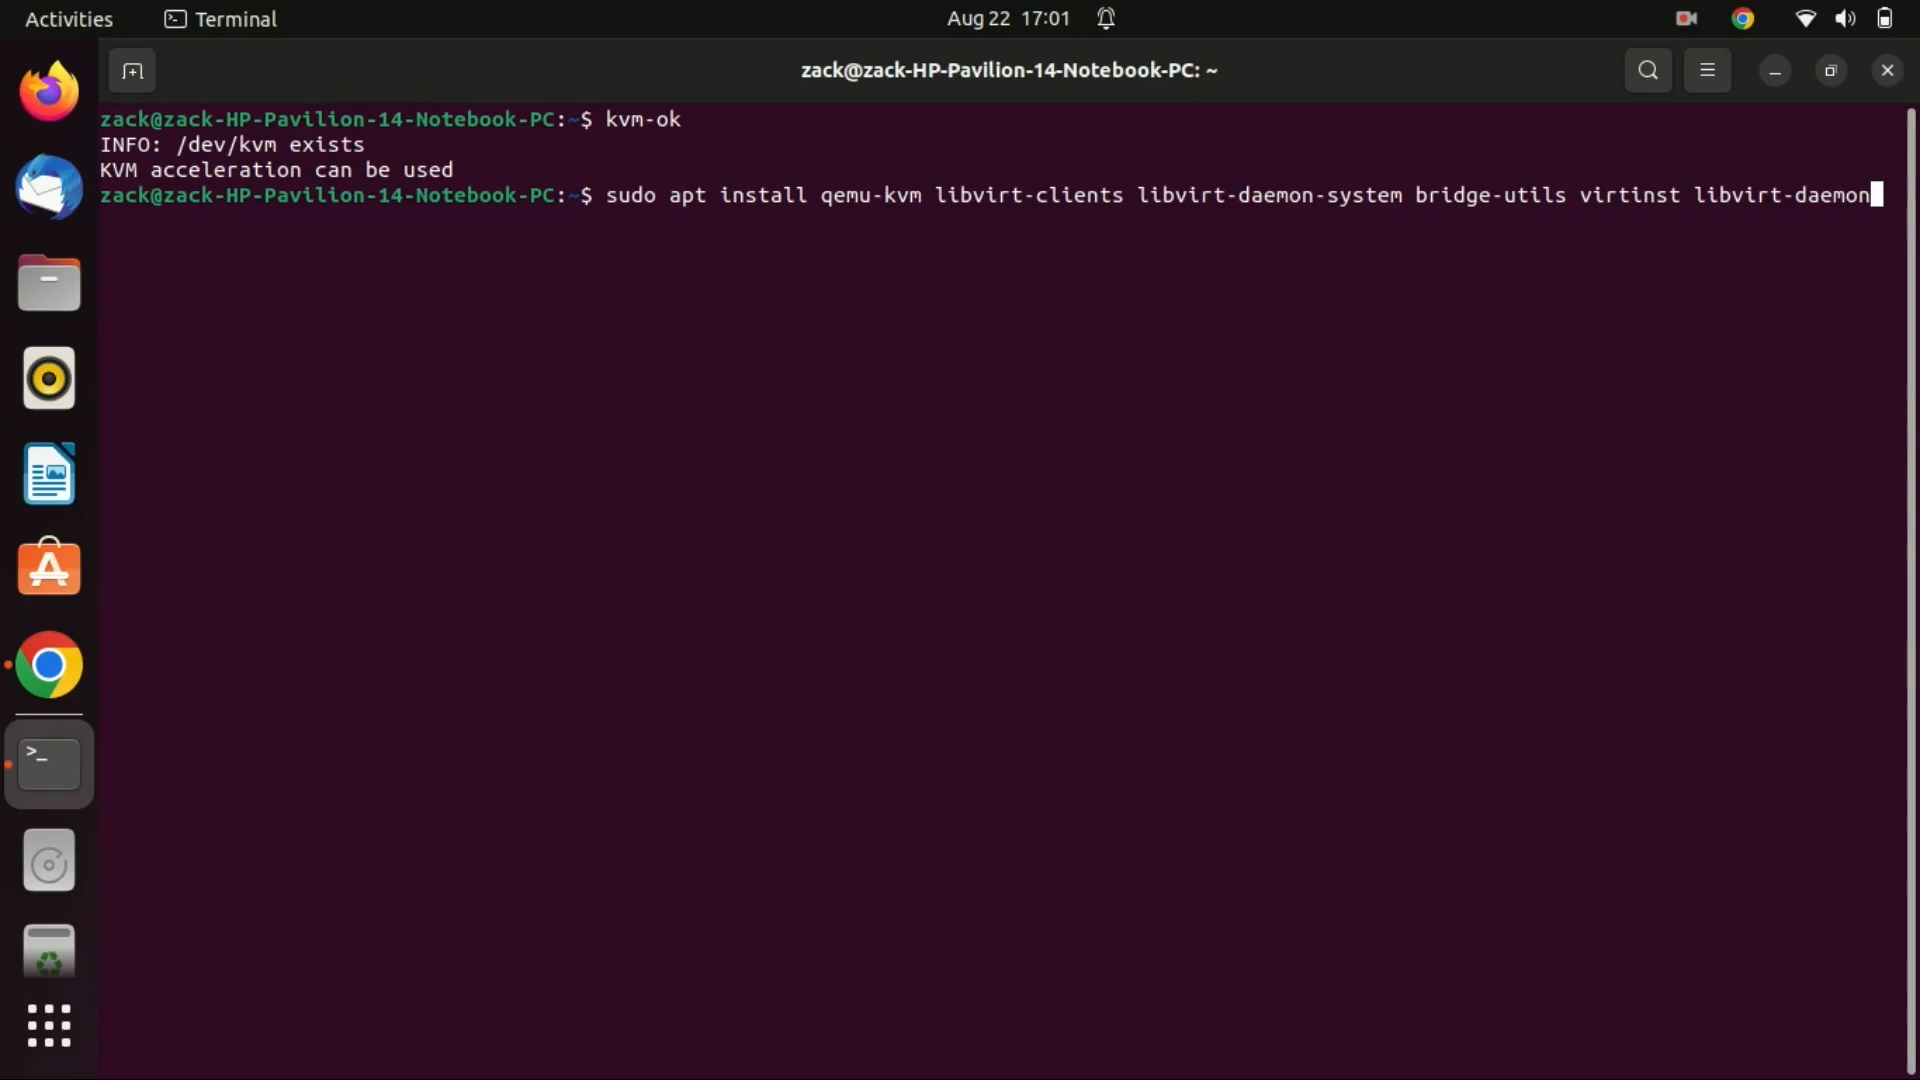 Activities Terminal Aug 22 17:01
zack@zack-HP-Pavilion-14-Notebook-PC: ~
zack@zack-HP-Pavilion-14-Notebook-PC:~$ kvm-ok
INFO: /dev/kvm exists
KVM acceleration can be used
zack@zack-HP-Pavilion-14-Notebook-PC:~$ sudo apt install qemu-kvm libvirt-clients libvirt-daemon-system bridge-utils virtinst libvirt-daemon